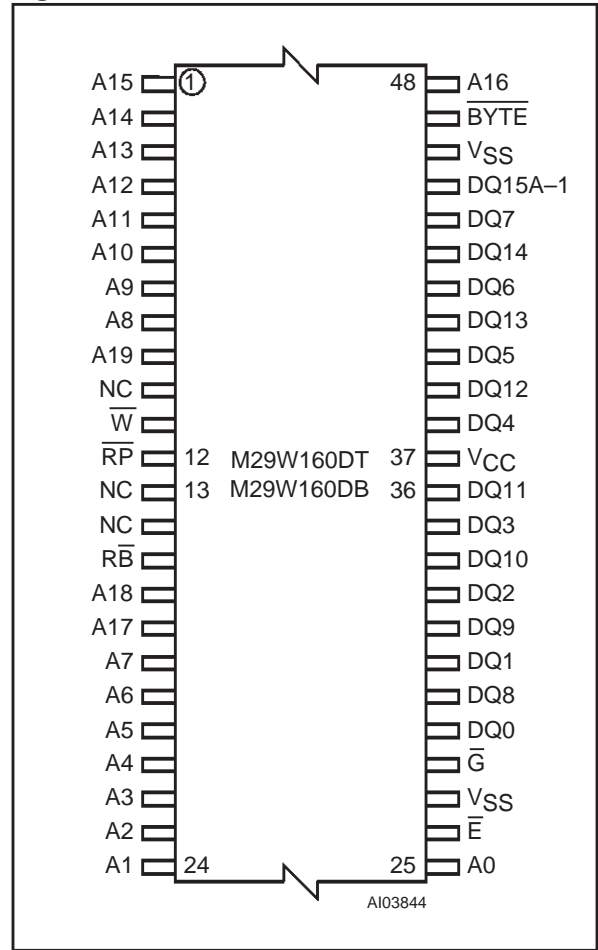 A15 1 48 A16
A14 B̅Y̅T̅E̅
A13 VSS
A12 DQ15A–1
A11 DQ7
A10 DQ14
A9 DQ6
A8 DQ13
A19 DQ5
NC DQ12
W̅ DQ4
R̅P̅ 12 M29W160DT 37 VCC
NC 13 M29W160DB 36 DQ11
NC DQ3
RB̅ DQ10
A18 DQ2
A17 DQ9
A7 DQ1
A6 DQ8
A5 DQ0
A4 G̅
A3 VSS
A2 E̅
A1 24 25 A0
AI03844